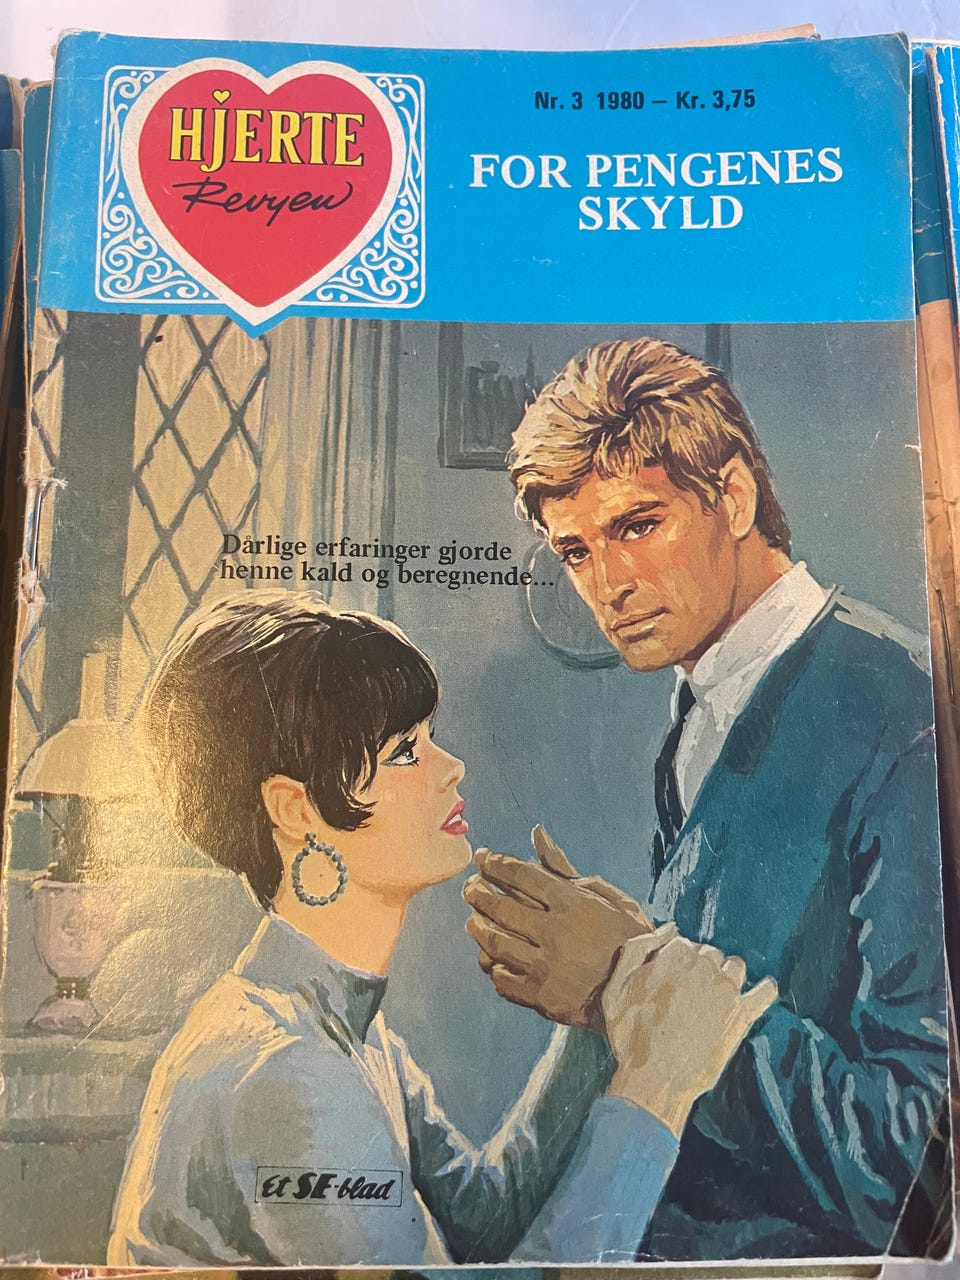 HJERTE
Revyen
Nr. 3 1980 – Kr. 3,75
FOR PENGENES
SKYLD
Dårlige erfaringer gjorde
henne kald og beregnende...
Et SE-blad